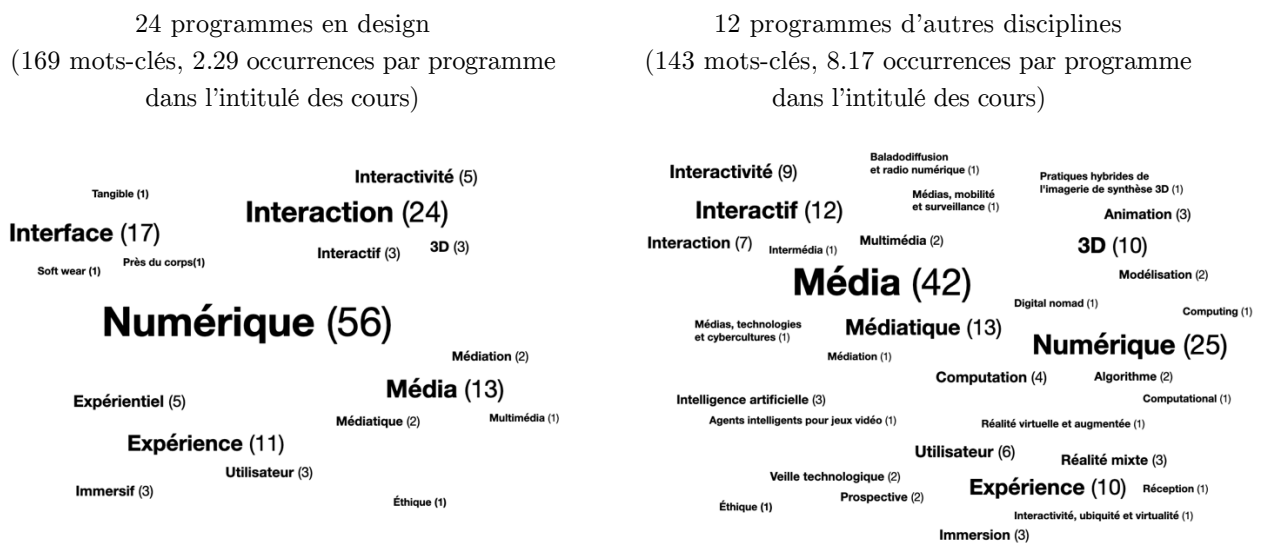 24 programmes en design
(169 mots-clés, 2.29 occurrences par programme
dans l'intitulé des cours)
Interactivité (5)
Tangible (1)
Interaction (24)
Interface (17)
Interactif (3)
3D (3)
Soft wear (1)
Près du corps(1)
Numérique (56)
Médiation (2)
Média (13)
Expérientiel (5)
Médiatique (2)
Multimédia (1)
Expérience (11)
Utilisateur (3)
Immersif (3)
Éthique (1)
12 programmes d'autres disciplines
(143 mots-clés, 8.17 occurrences par programme
dans l'intitulé des cours)
Baladodiffusion
et radio numérique (1)
Interactivité (9)
Pratiques hybrides de
l'imagerie de synthèse 3D (1)
Médias, mobilité
et surveillance (1)
Interactif (12)
Animation (3)
Interaction (7)
Intermédia (1)
Multimédia (2)
3D (10)
Média (42)
Modélisation (2)
Digital nomad (1)
Computing (1)
Médias, technologies
et cybercultures (1)
Médiatique (13)
Numérique (25)
Médiation (1)
Computation (4)
Algorithme (2)
Intelligence artificielle (3)
Computational (1)
Agents intelligents pour jeux vidéo (1)
Réalité virtuelle et augmentée (1)
Utilisateur (6)
Réalité mixte (3)
Veille technologique (2)
Expérience (10)
Réception (1)
Prospective (2)
Éthique (1)
Interactivité, ubiquité et virtualité (1)
Immersion (3)